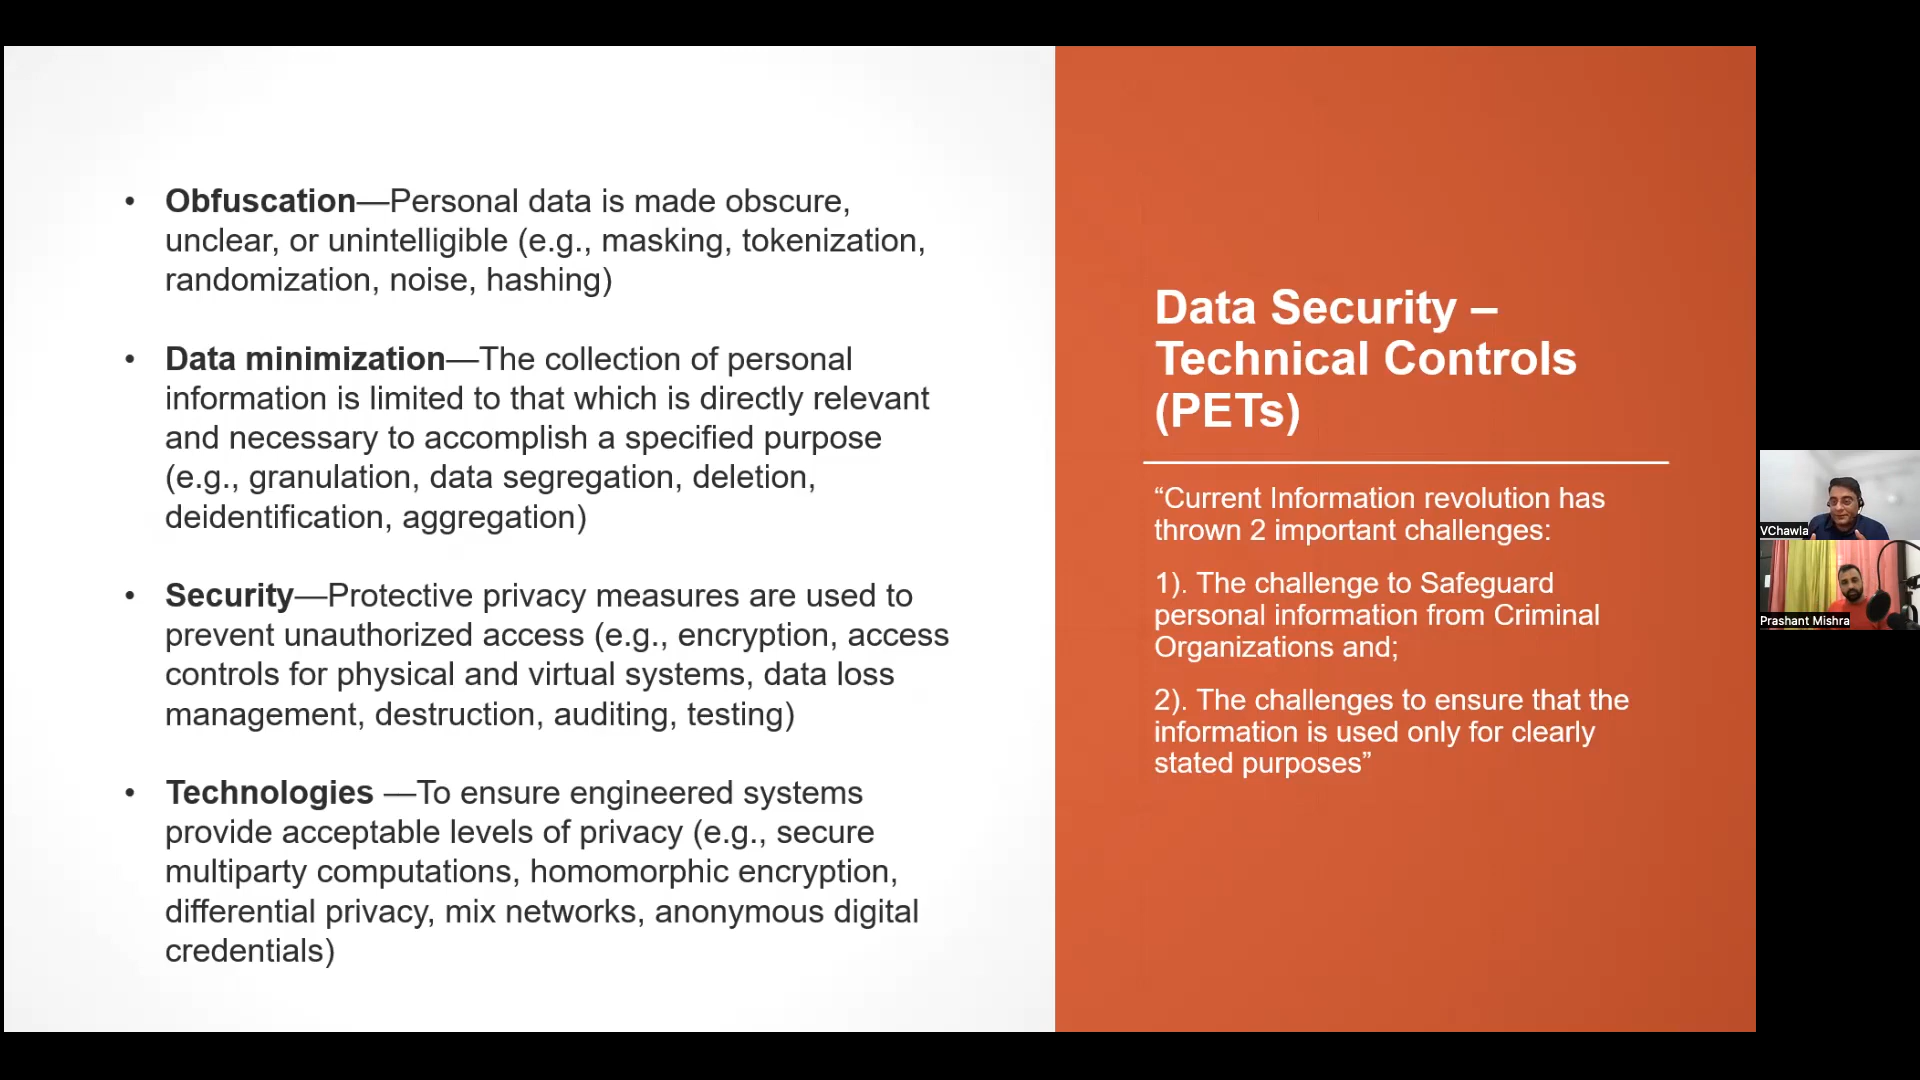 • Obfuscation—Personal data is made obscure,
unclear, or unintelligible (e.g., masking, tokenization,
randomization, noise, hashing)
• Data minimization—The collection of personal
information is limited to that which is directly relevant
and necessary to accomplish a specified purpose
(e.g., granulation, data segregation, deletion,
deidentification, aggregation)
• Security—Protective privacy measures are used to
prevent unauthorized access (e.g., encryption, access
controls for physical and virtual systems, data loss
management, destruction, auditing, testing)
• Technologies —To ensure engineered systems
provide acceptable levels of privacy (e.g., secure
multiparty computations, homomorphic encryption,
differential privacy, mix networks, anonymous digital
credentials)
Data Security –
Technical Controls
(PETs)
“Current Information revolution has
thrown 2 important challenges:
1). The challenge to Safeguard
personal information from Criminal
Organizations and;
2). The challenges to ensure that the
information is used only for clearly
stated purposes”
VChawla
Prashant Mishra